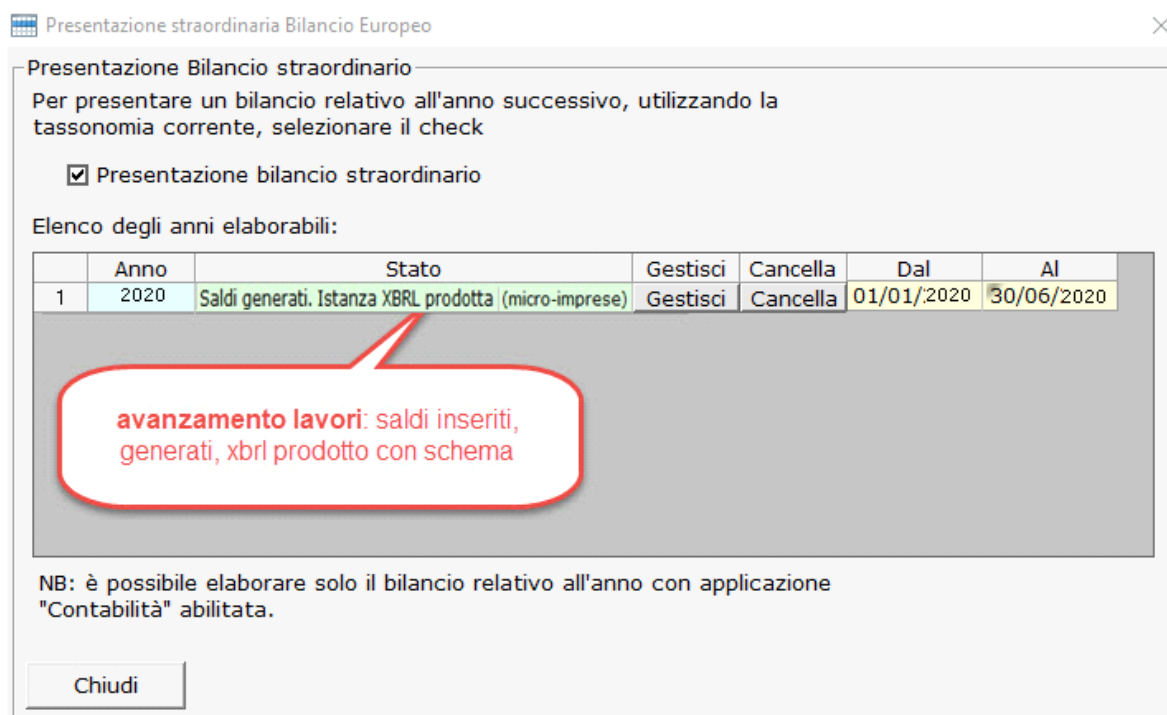 Presentazione straordinaria Bilancio Europeo
Presentazione Bilancio straordinario
Per presentare un bilancio relativo all'anno successivo, utilizzando la
tassonomia corrente, selezionare il check
Presentazione bilancio straordinario
Elenco degli anni elaborabili:
Anno Stato Gestisci Cancella Dal Al
1 2020 Saldi generati. Istanza XBRL prodotta (micro-imprese) Gestisci Cancella 01/01/2020 30/06/2020
avanzamento lavori: saldi inseriti,
generati, xbrl prodotto con schema
NB: è possibile elaborare solo il bilancio relativo all'anno con applicazione
"Contabilità" abilitata.
Chiudi